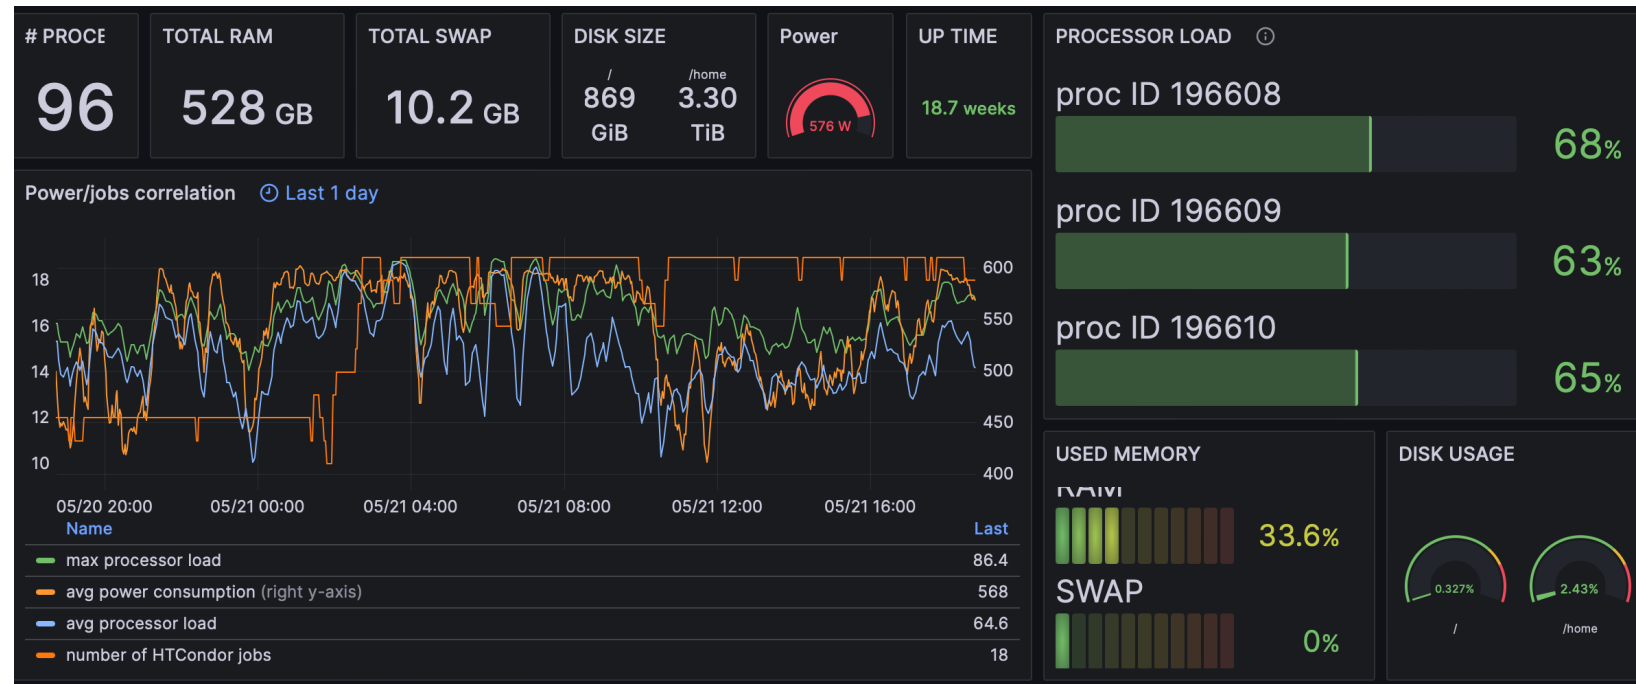 # PROCE
TOTAL RAM
TOTAL SWAP
DISK SIZE
Power
UP TIME
PROCESSOR LOAD
96
528 GB
10.2 GB
/
869
GiB
/home
3.30
TiB
576 W
18.7 weeks
proc ID 196608
68%
proc ID 196609
63%
proc ID 196610
65%
Power/jobs correlation
Last 1 day
18
16
14
12
10
600
550
500
450
400
05/20 20:00
05/21 00:00
05/21 04:00
05/21 08:00
05/21 12:00
05/21 16:00
Name Last
max processor load 86.4
avg power consumption (right y-axis) 568
avg processor load 64.6
number of HTCondor jobs 18
USED MEMORY
RAM
33.6%
SWAP
0%
DISK USAGE
0.327%
/
2.43%
/home